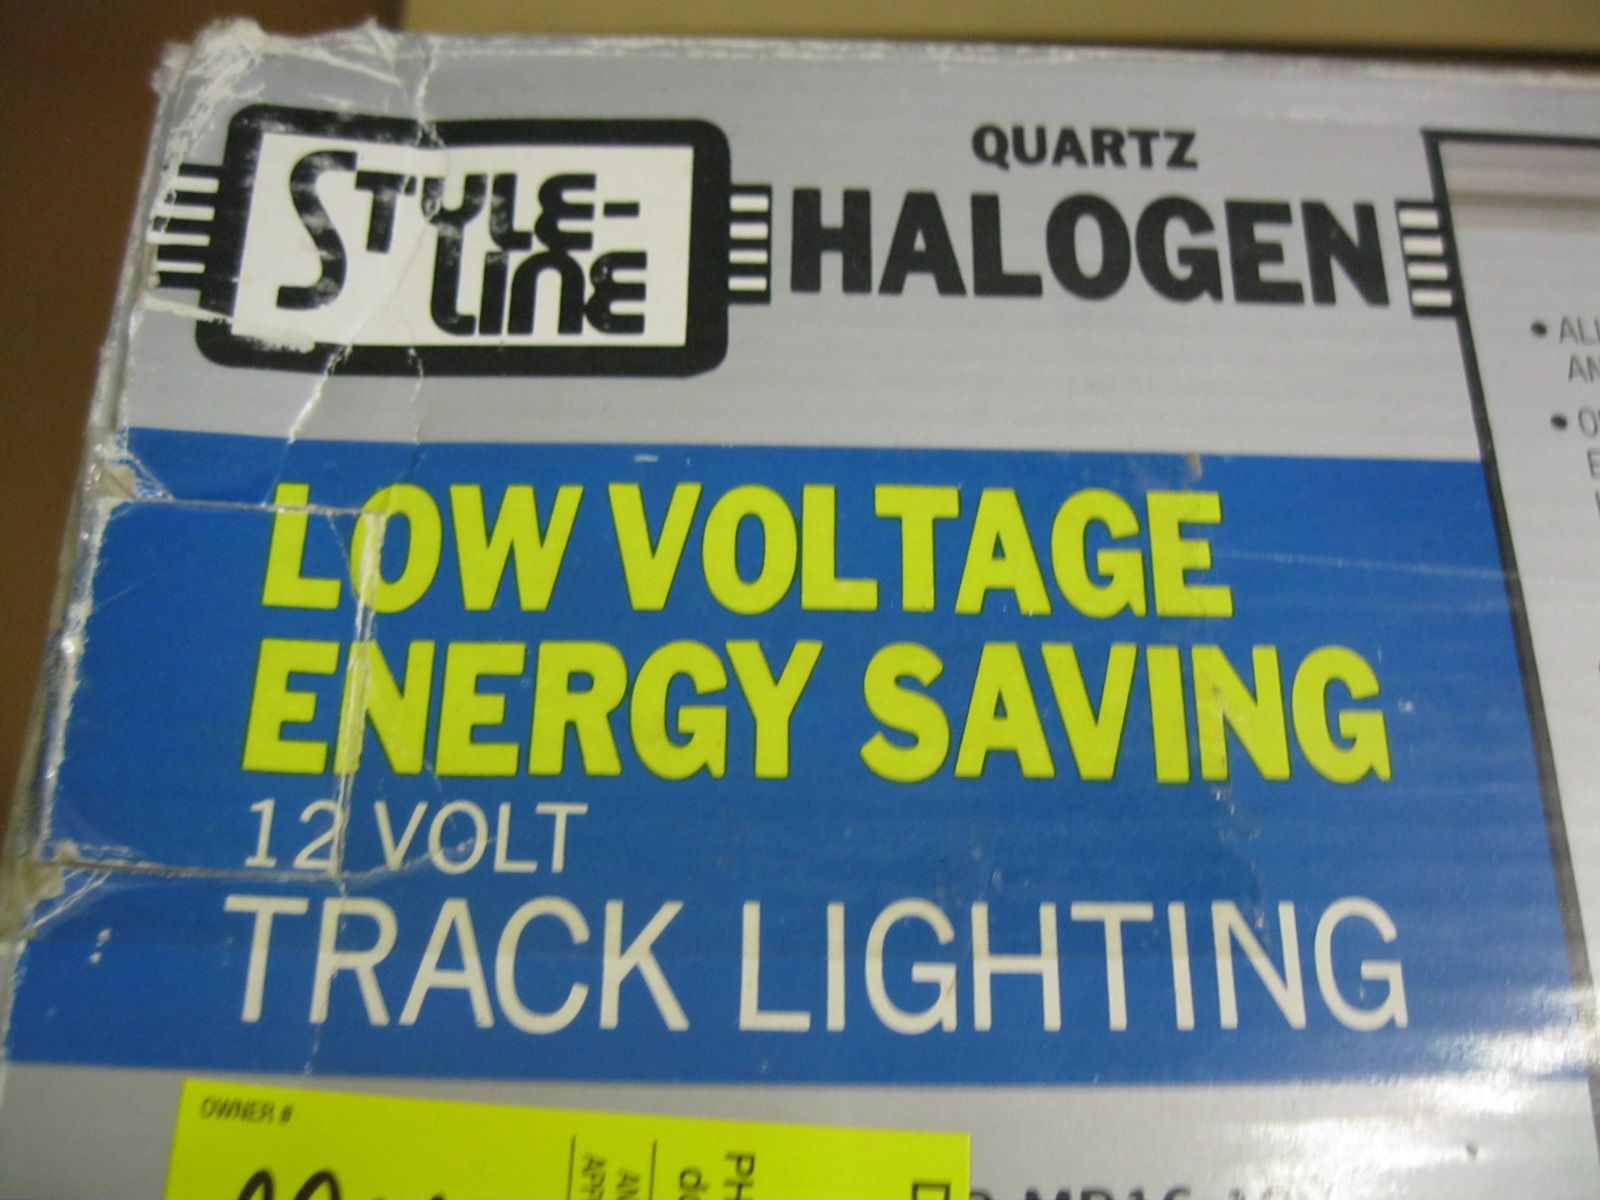 STYLE-
LINE
QUARTZ
HALOGEN
LOW VOLTAGE
ENERGY SAVING
12 VOLT
TRACK LIGHTING
OWNER #